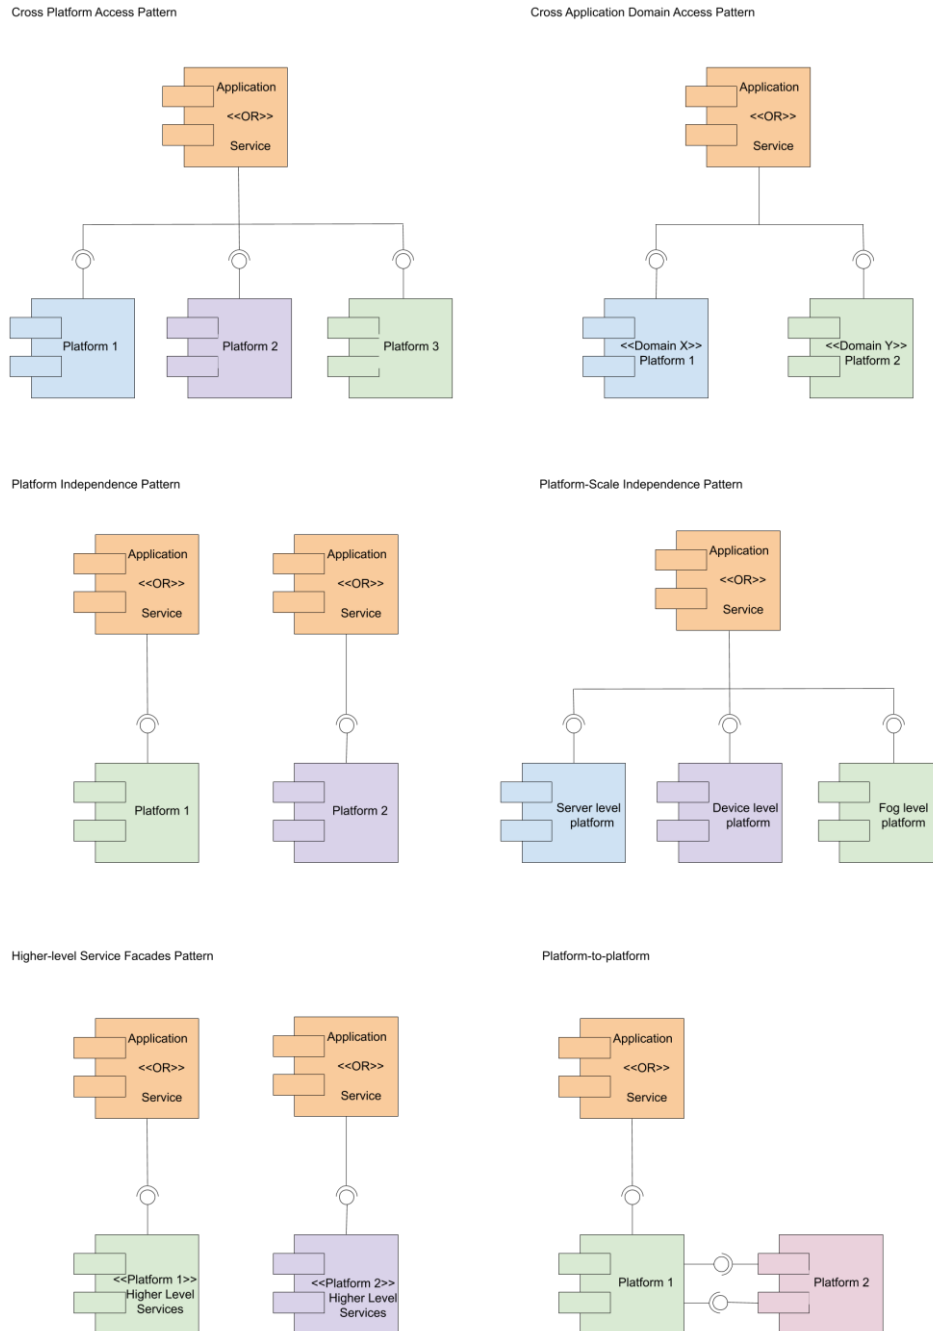 Cross Platform Access Pattern
Cross Application Domain Access Pattern
Application
<<OR>>
Service
Application
<<OR>>
Service
Platform 1
Platform 2
Platform 3
<<Domain X>>
Platform 1
<<Domain Y>>
Platform 2
Platform Independence Pattern
Platform-Scale Independence Pattern
Application
<<OR>>
Service
Application
<<OR>>
Service
Application
<<OR>>
Service
Platform 1
Platform 2
Server level
platform
Device level
platform
Fog level
platform
Higher-level Service Facades Pattern
Platform-to-platform
Application
<<OR>>
Service
Application
<<OR>>
Service
Application
<<OR>>
Service
<<Platform 1>>
Higher Level
Services
<<Platform 2>>
Higher Level
Services
Platform 1
Platform 2